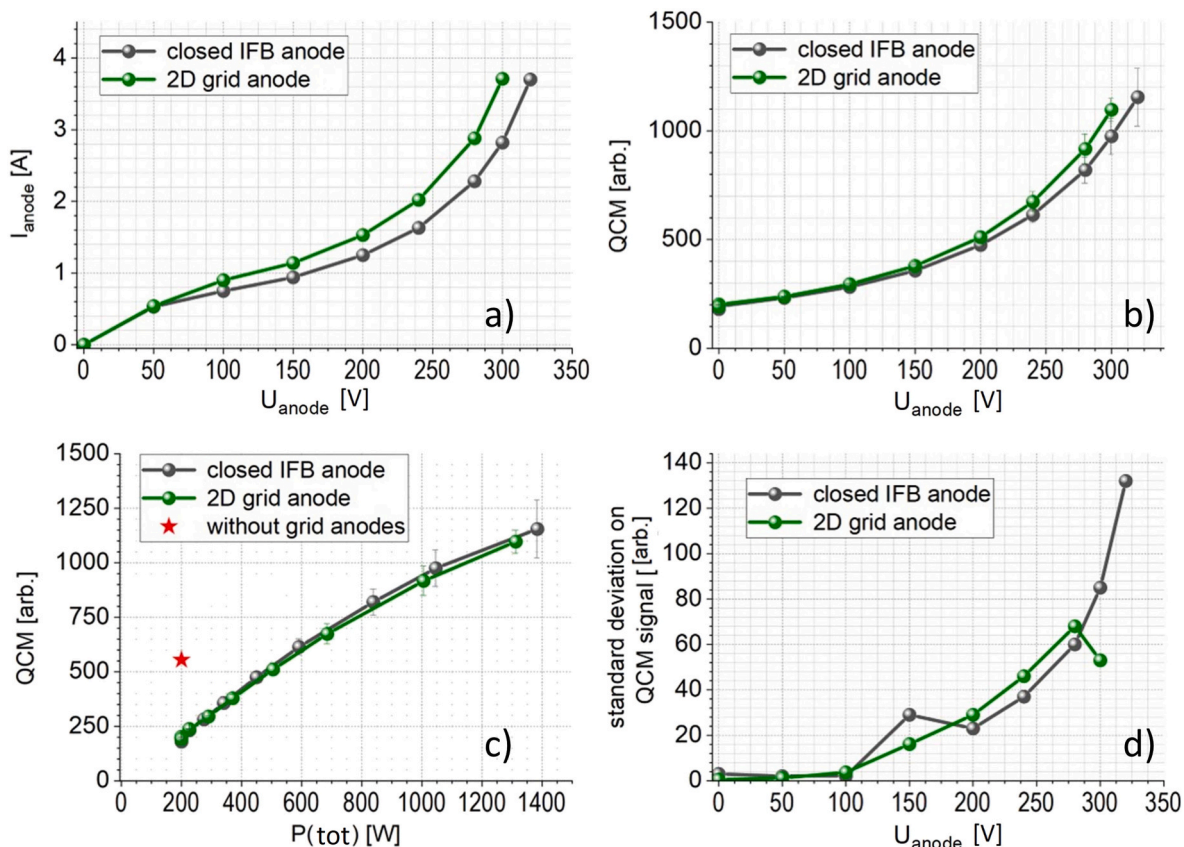 closed IFB anode
2D grid anode
I_anode [A]
4
3
2
1
0
a)
0 50 100 150 200 250 300 350
U_anode [V]
closed IFB anode
2D grid anode
QCM [arb.]
1500
1000
500
0
b)
0 50 100 150 200 250 300
U_anode [V]
closed IFB anode
2D grid anode
without grid anodes
QCM [arb.]
1500
1250
1000
750
500
250
0
c)
0 200 400 600 800 1000 1200 1400
P(tot) [W]
closed IFB anode
2D grid anode
standard deviation on
QCM signal [[arb.]
140
120
100
80
60
40
20
0
d)
0 50 100 150 200 250 300 350
U_anode [V]